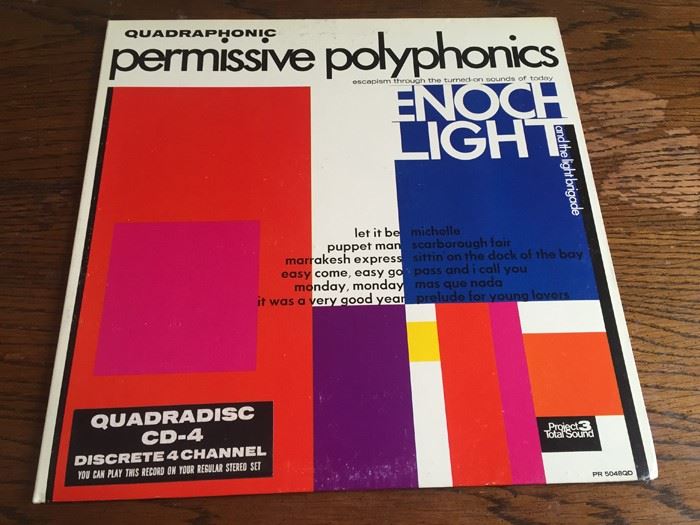 QUADRAPHONIC
permissive polyphonics
escapism through the turned-on sounds of today
ENOCH
LIGHT
and the light brigade
let it be michelle
puppet man scarborough fair
marrakesh express sittin on the dock of the bay
easy come, easy go pass and i call you
monday, monday mas que nada
it was a very good year prelude for young lovers
QUADRADISC
CD-4
DISCRETE 4 CHANNEL
YOU CAN PLAY THIS RECORD ON YOUR REGULAR STEREO SET
Project 3
Total Sound
PR 5048QD